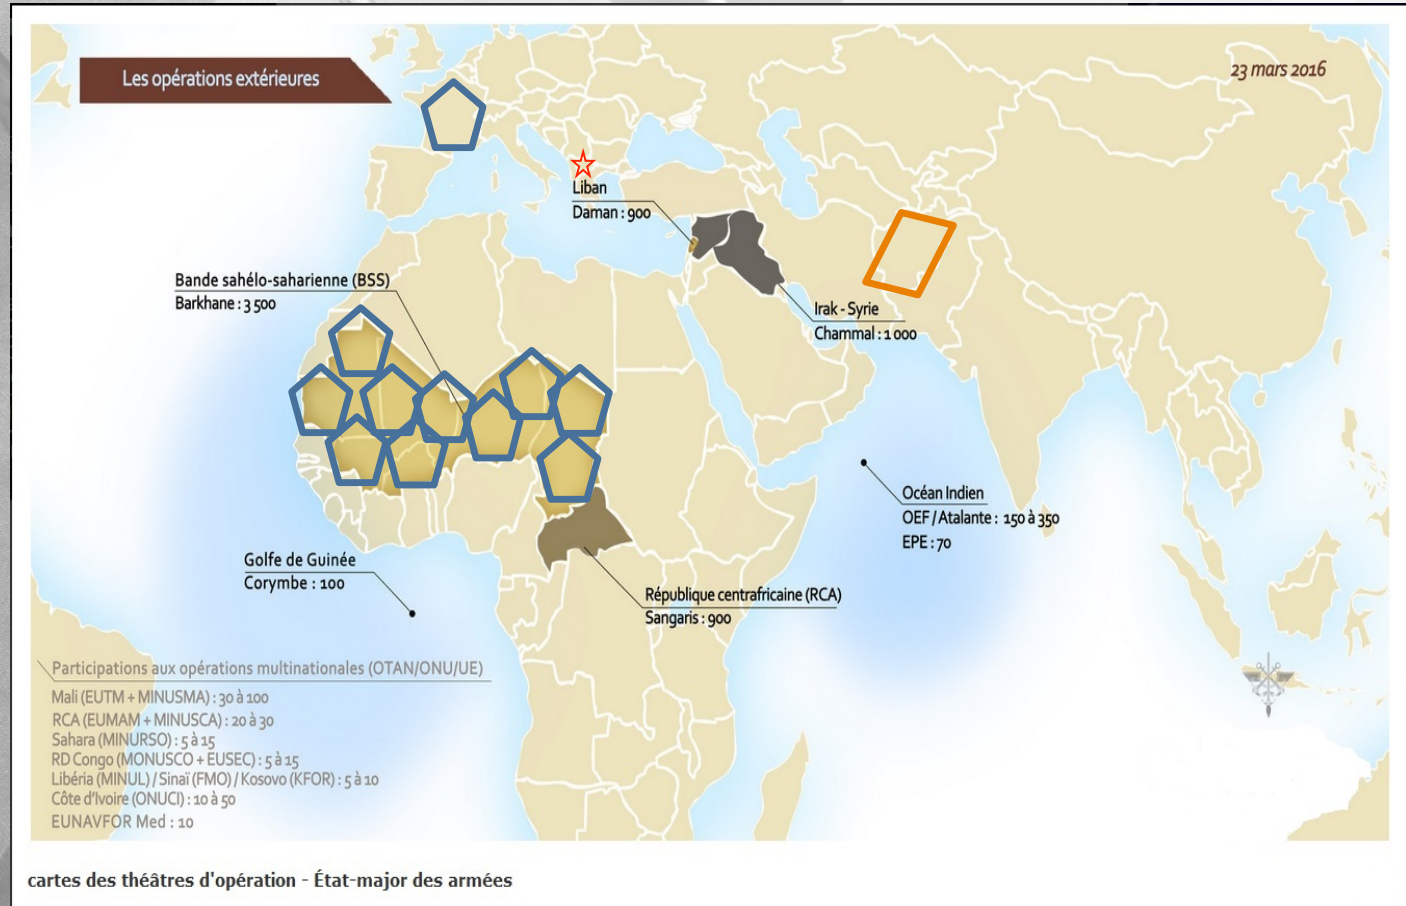 Les opérations extérieures
23 mars 2016
Liban
Daman : 900
Bande sahélo-saharienne (BSS)
Barkhane : 3 500
Irak - Syrie
Chammal : 1 000
Océan Indien
OEF / Atalante : 150 à 350
EPE : 70
Golfe de Guinée
Corymbe : 100
République centrafricaine (RCA)
Sangaris : 900
Participations aux opérations multinationales (OTAN/ONU/UE)
Mali (EUTM + MINUSMA) : 30 à 100
RCA (EUMAM + MINUSCA) : 20 à 30
Sahara (MINURSO) : 5 à 15
RD Congo (MONUSCO + EUSEC) : 5 à 15
Libéria (MINUL) / Sinaï (FMO) / Kosovo (KFOR) : 5 à 10
Côte d'Ivoire (ONUCI) : 10 à 50
EUNAVFOR Med : 10
cartes des théâtres d'opération - État-major des armées